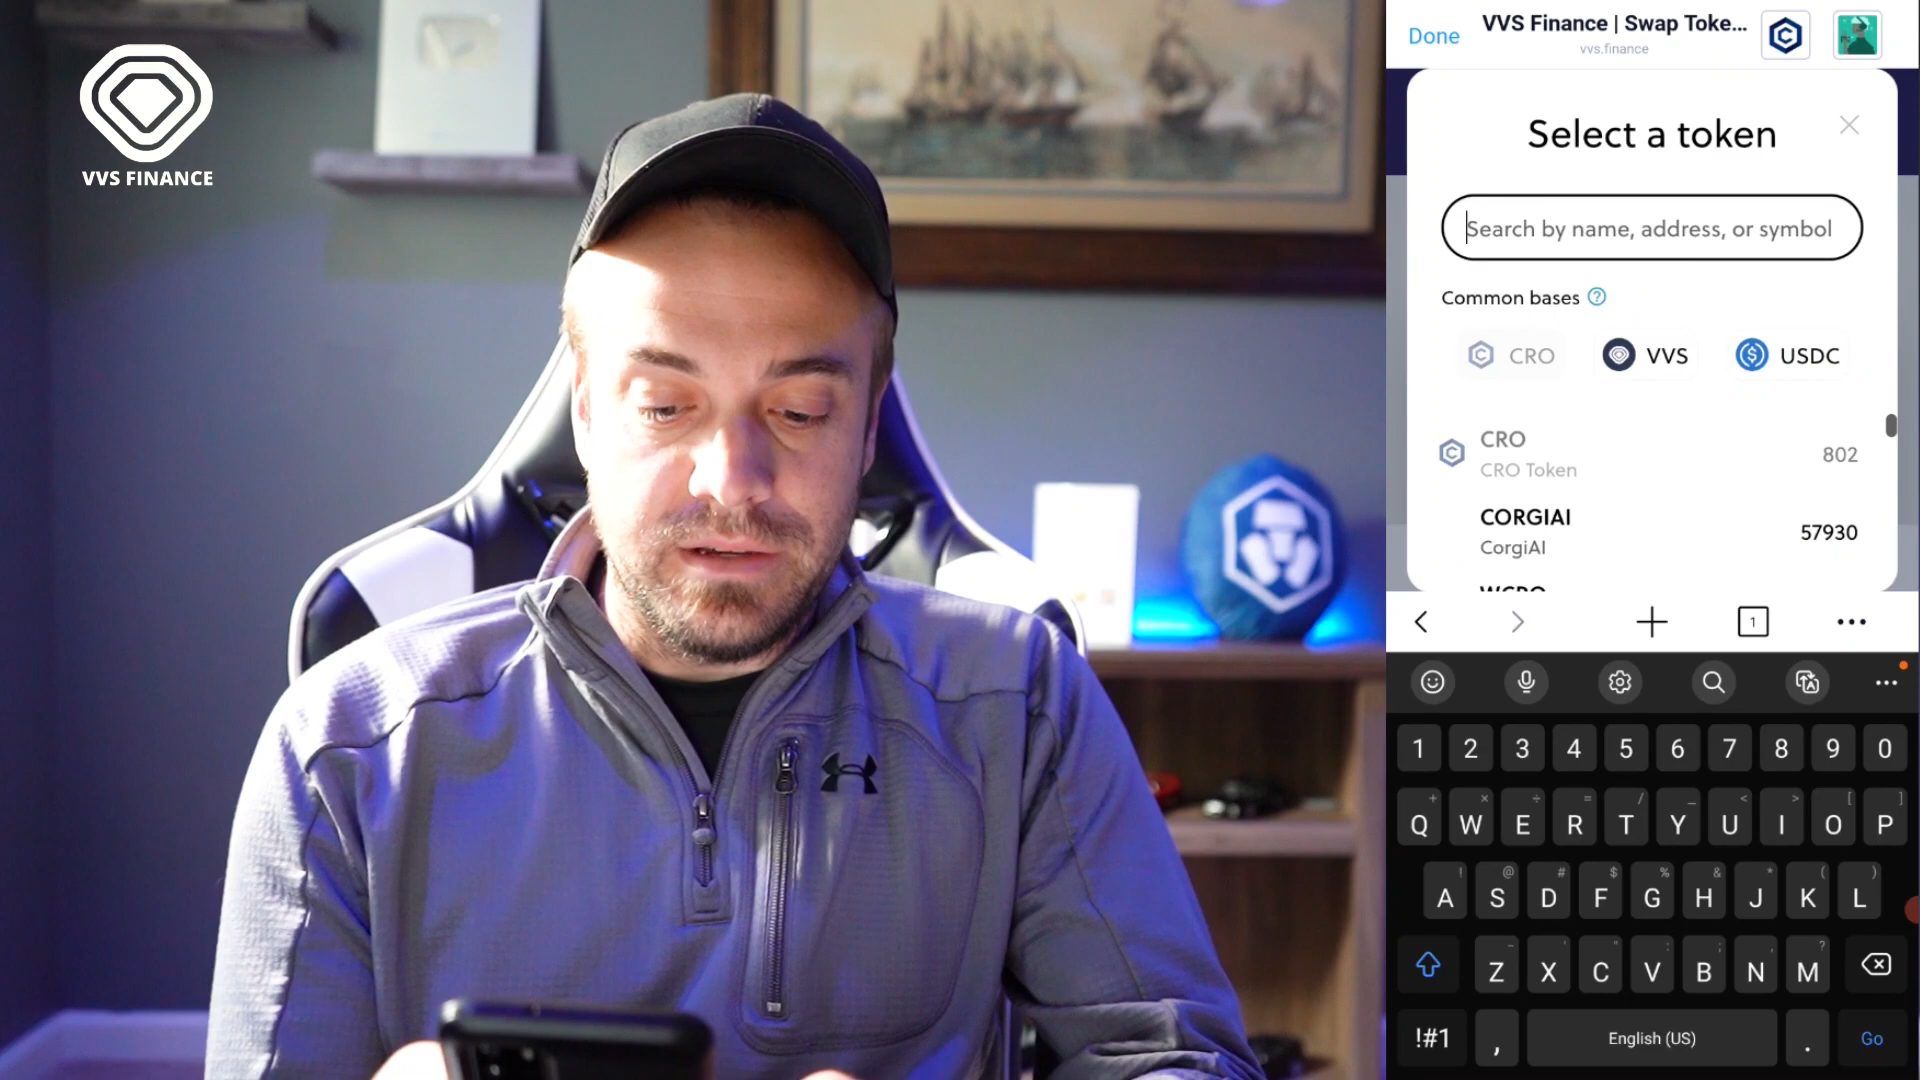 VVS FINANCE
Done
VVS Finance | Swap Toke...
vvs.finance
Select a token
Search by name, address, or symbol
Common bases ?
CRO VVS USDC
CRO 802
CRO Token
CORGIAI 57930
CorgiAI
WCRO
1
1 2 3 4 5 6 7 8 9 0
+ × ÷ = / _ < > [ ]
Q W E R T Y U I O P
! @ # $ % & * ( )
A S D F G H J K L
- ' " : ; , ?
Z X C V B N M
!#1 , English (US) . Go